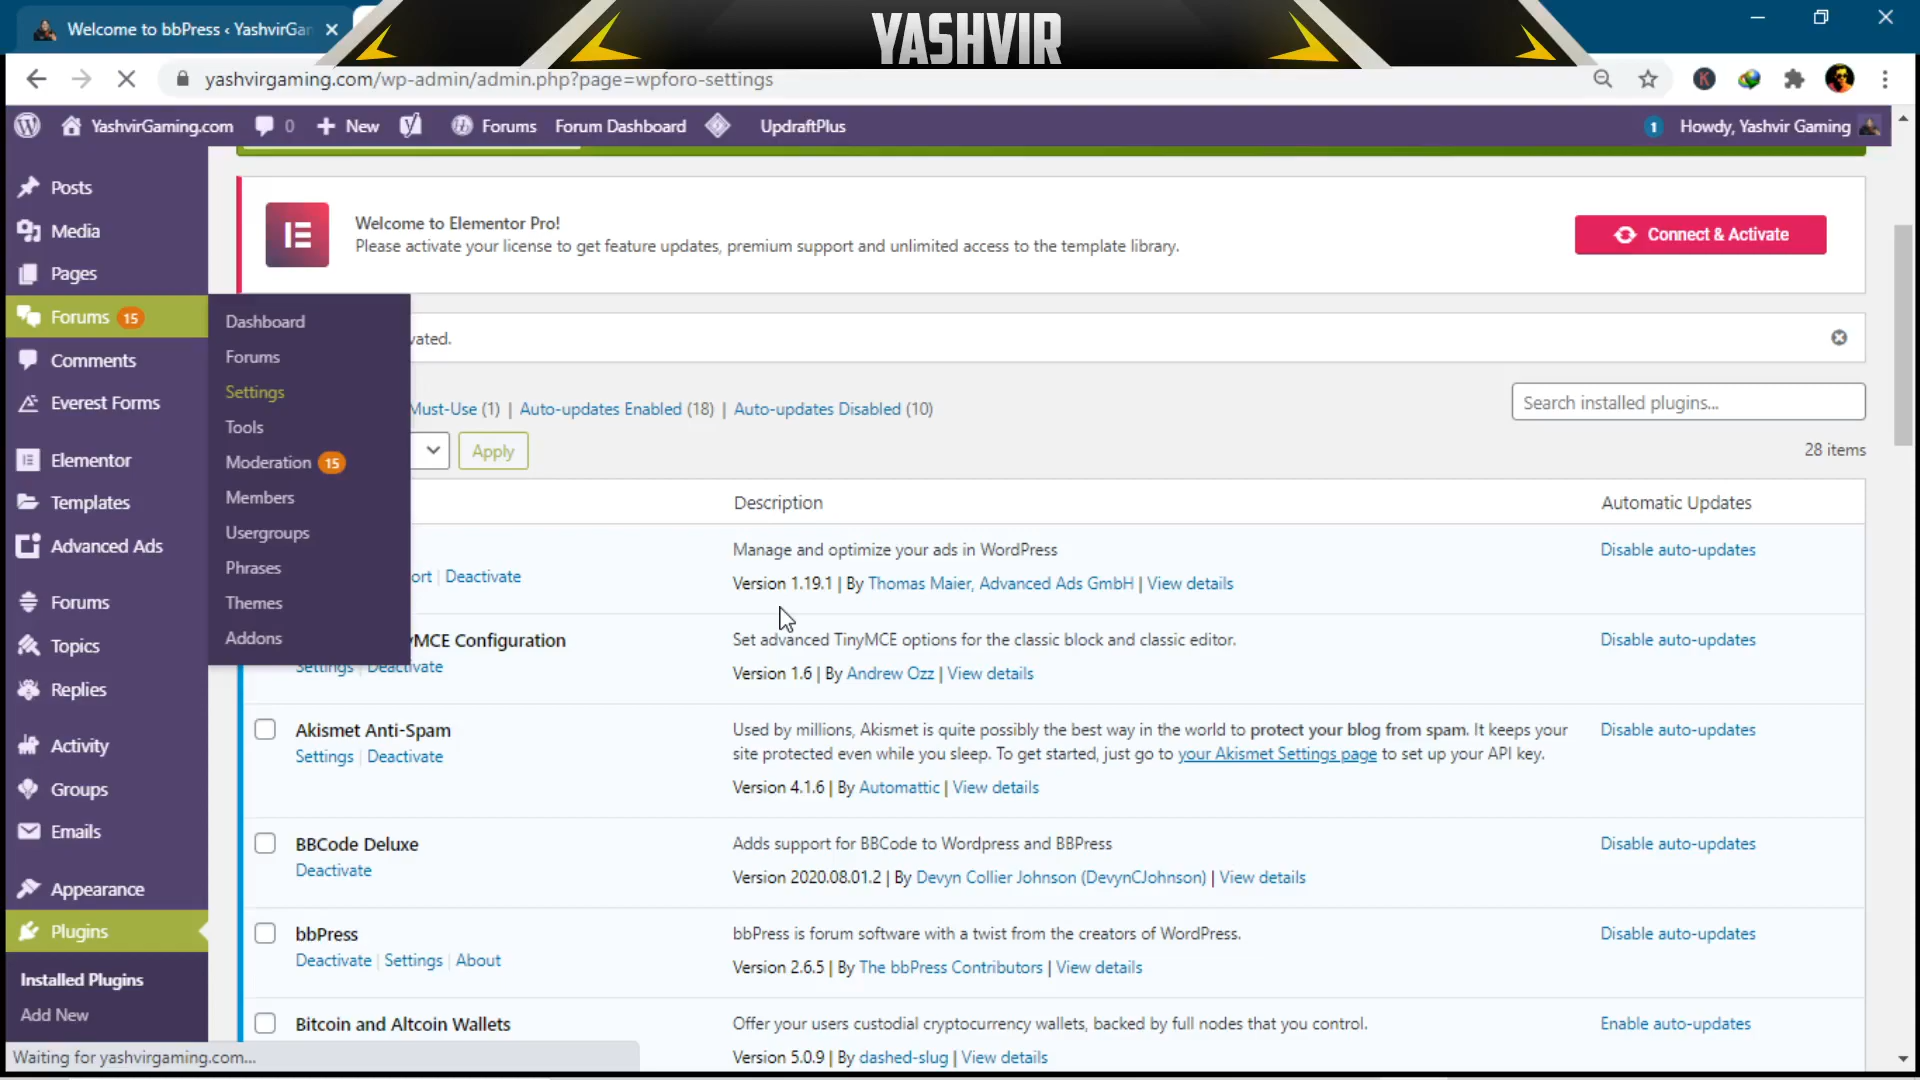 YASHVIR
Welcome to bbPress ‹ YashvirGar
yashvirgaming.com/wp-admin/admin.php?page=wpforo-settings
YashvirGaming.com 0 New Forums Forum Dashboard UpdraftPlus 1 Howdy, Yashvir Gaming
Posts
Media
Pages
Forums 15
Comments
Everest Forms
Elementor
Templates
Advanced Ads
Forums
Topics
Replies
Activity
Groups
Emails
Appearance
Plugins
Installed Plugins
Add New
Dashboard
Forums
Settings
Tools
Moderation 15
Members
Usergroups
Phrases
Themes
Addons
Welcome to Elementor Pro!
Please activate your license to get feature updates, premium support and unlimited access to the template library.
Connect & Activate
vated.
Must-Use (1) | Auto-updates Enabled (18) | Auto-updates Disabled (10)
Search installed plugins...
Apply
28 items
Description Automatic Updates
Manage and optimize your ads in WordPress Disable auto-updates
ort | Deactivate
Version 1.19.1 | By Thomas Maier, Advanced Ads GmbH | View details
yMCE Configuration
Settings | Deactivate
Set advanced TinyMCE options for the classic block and classic editor. Disable auto-updates
Version 1.6 | By Andrew Ozz | View details
Akismet Anti-Spam
Settings | Deactivate
Used by millions, Akismet is quite possibly the best way in the world to protect your blog from spam. It keeps your Disable auto-updates
site protected even while you sleep. To get started, just go to your Akismet Settings page to set up your API key.
Version 4.1.6 | By Automattic | View details
BBCode Deluxe
Deactivate
Adds support for BBCode to Wordpress and BBPress Disable auto-updates
Version 2020.08.01.2 | By Devyn Collier Johnson (DevynCJohnson) | View details
bbPress
Deactivate | Settings | About
bbPress is forum software with a twist from the creators of WordPress. Disable auto-updates
Version 2.6.5 | By The bbPress Contributors | View details
Bitcoin and Altcoin Wallets
Offer your users custodial cryptocurrency wallets, backed by full nodes that you control. Enable auto-updates
Version 5.0.9 | By dashed-slug | View details
Waiting for yashvirgaming.com...